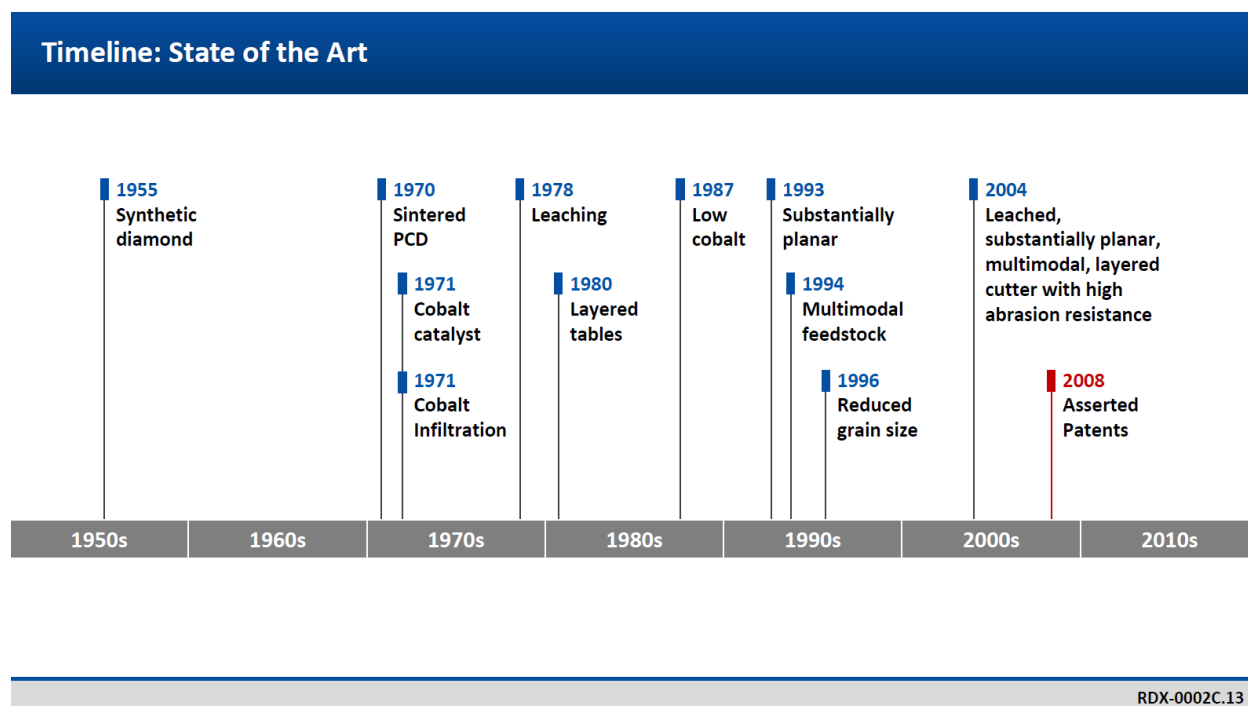 Timeline: State of the Art
1955
Synthetic
diamond
1970
Sintered
PCD
1971
Cobalt
catalyst
1971
Cobalt
Infiltration
1978
Leaching
1980
Layered
tables
1987
Low
cobalt
1993
Substantially
planar
1994
Multimodal
feedstock
1996
Reduced
grain size
2004
Leached,
substantially planar,
multimodal, layered
cutter with high
abrasion resistance
2008
Asserted
Patents
1950s
1960s
1970s
1980s
1990s
2000s
2010s
RDX-0002C.13